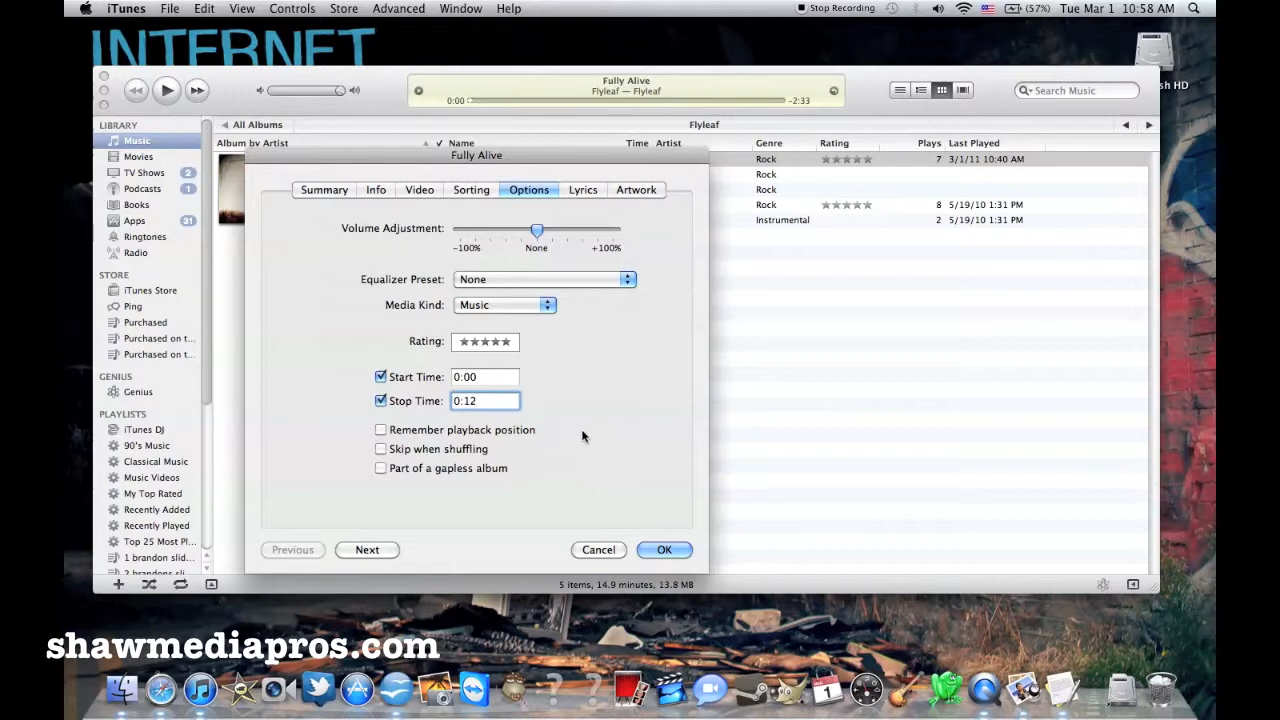 iTunes File Edit View Controls Store Advanced Window Help Stop Recording (57%) Tue Mar 1 10:58 AM
INTERNET
Fully Alive
Flyleaf — Flyleaf
0:00 -2:33
Search Music
sh HD
LIBRARY
Music
Movies
TV Shows 2
Podcasts 1
Books
Apps 31
Ringtones
Radio
STORE
iTunes Store
Ping
Purchased
Purchased on t...
Purchased on t...
GENIUS
Genius
PLAYLISTS
iTunes DJ
90's Music
Classical Music
Music Videos
My Top Rated
Recently Added
Recently Played
Top 25 Most Pl...
1 brandon slid...
2 brandons sli...
All Albums Flyleaf
Album by Artist Name Time Artist Genre Rating Plays Last Played
Rock ★★★★★ 7 3/1/11 10:40 AM
Rock
Rock
Rock ★★★★★ 8 5/19/10 1:31 PM
Instrumental 2 5/19/10 1:31 PM
Fully Alive
Summary Info Video Sorting Options Lyrics Artwork
Volume Adjustment:
-100% None +100%
Equalizer Preset: None
Media Kind: Music
Rating: ★★★★★
Start Time: 0:00
Stop Time: 0:12
Remember playback position
Skip when shuffling
Part of a gapless album
Previous Next Cancel OK
5 items, 14.9 minutes, 13.8 MB
shawmediapros.com
1